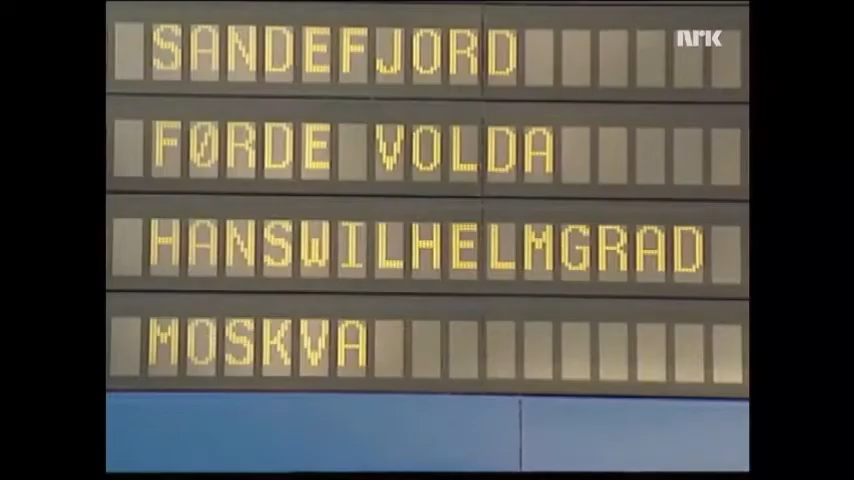 nrk
SANDEFJORD
FØRDE VOLDA
HANSWILHELMGRAD
MOSKVA